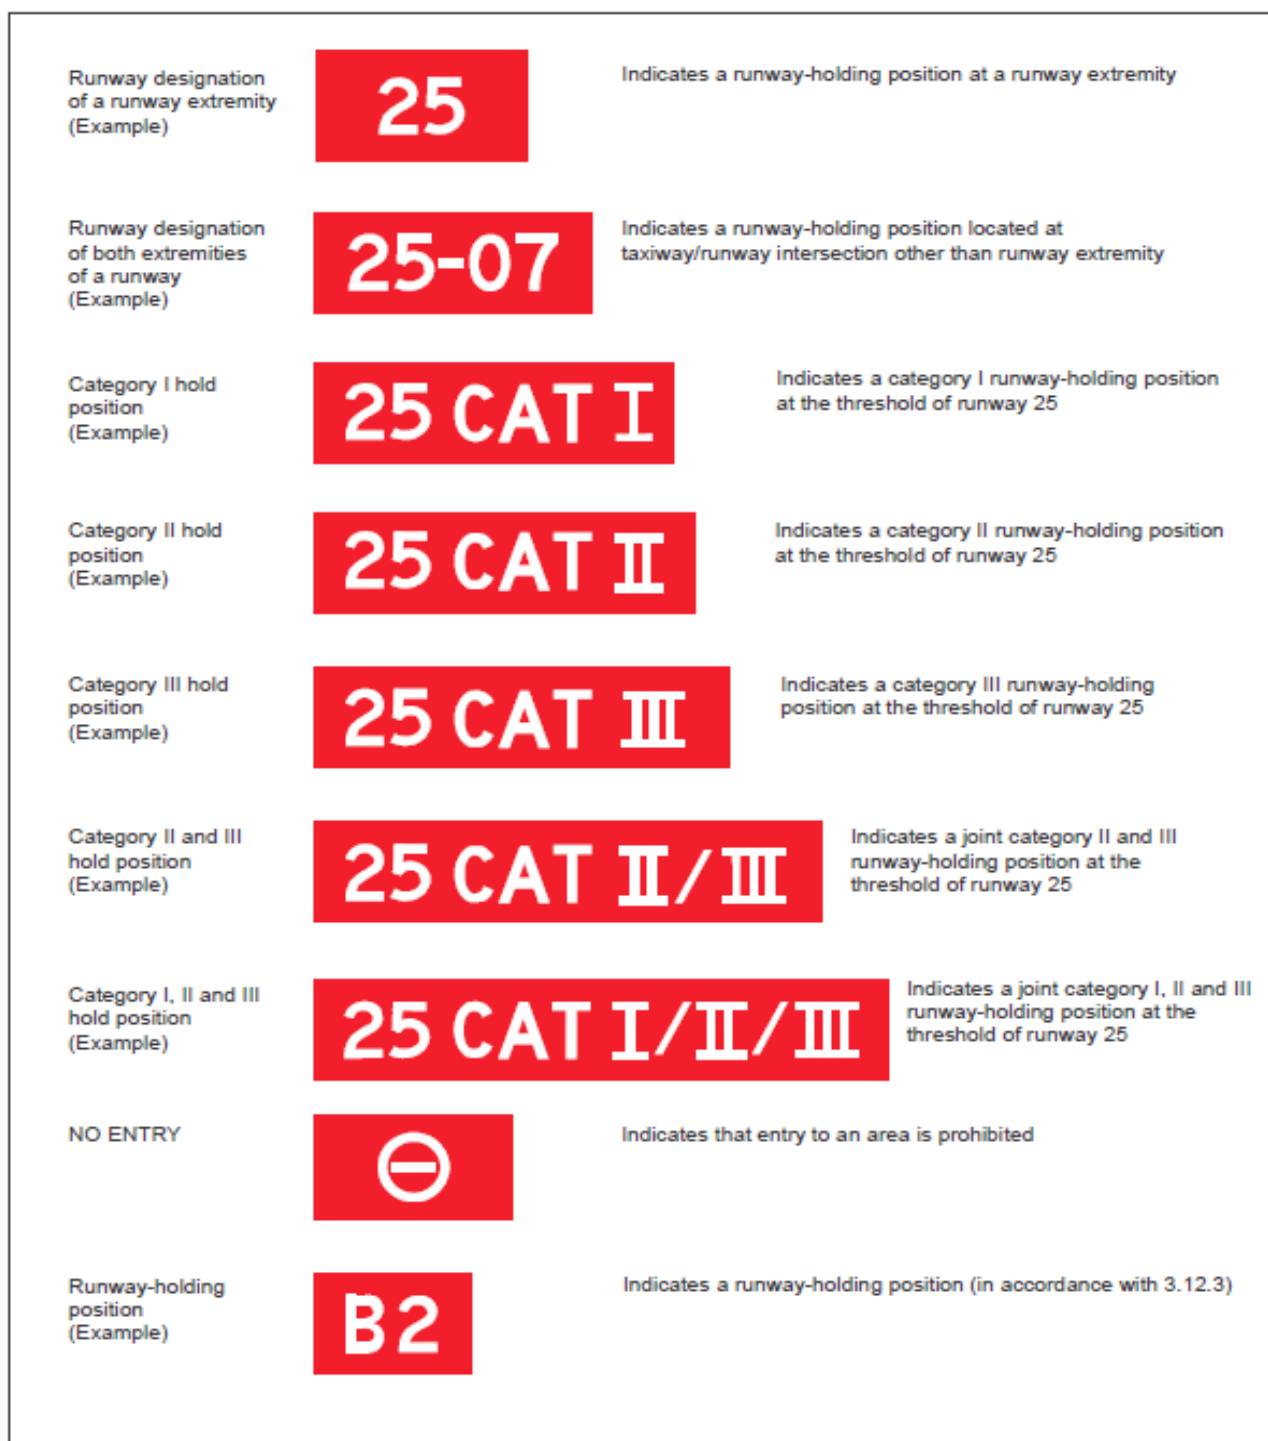 Runway designation
of a runway extremity
(Example)
25
Indicates a runway-holding position at a runway extremity
Runway designation
of both extremities
of a runway
(Example)
25-07
Indicates a runway-holding position located at
taxiway/runway intersection other than runway extremity
Category I hold
position
(Example)
25 CAT I
Indicates a category I runway-holding position
at the threshold of runway 25
Category II hold
position
(Example)
25 CAT II
Indicates a category II runway-holding position
at the threshold of runway 25
Category III hold
position
(Example)
25 CAT III
Indicates a category III runway-holding
position at the threshold of runway 25
Category II and III
hold position
(Example)
25 CAT II/III
Indicates a joint category II and III
runway-holding position at the
threshold of runway 25
Category I, II and III
hold position
(Example)
25 CAT I/II/III
Indicates a joint category I, II and III
runway-holding position at the
threshold of runway 25
NO ENTRY
Indicates that entry to an area is prohibited
Runway-holding
position
(Example)
B2
Indicates a runway-holding position (in accordance with 3.12.3)